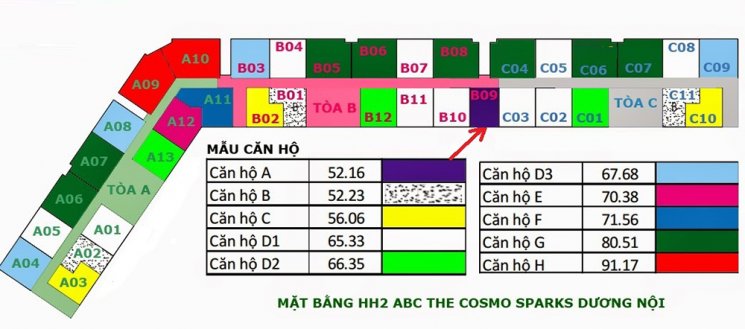 A10
B03 B04 B05 B06 B07 B08 C04 C05 C06 C07 C08 C09
A09
A11 B02 B01 B TÒA B B12 B11 B10 B09 C03 C02 C01 TÒA C C11 B C10
A12
A08
A13
A07
TÒA A
A06
A05 A01
A02
A04 A03
MẪU CĂN HỘ
Căn hộ A 52.16
Căn hộ B 52.23
Căn hộ C 56.06
Căn hộ D1 65.33
Căn hộ D2 66.35
Căn hộ D3 67.68
Căn hộ E 70.38
Căn hộ F 71.56
Căn hộ G 80.51
Căn hộ H 91.17
MẶT BẰNG HH2 ABC THE COSMO SPARKS DƯƠNG NỘI